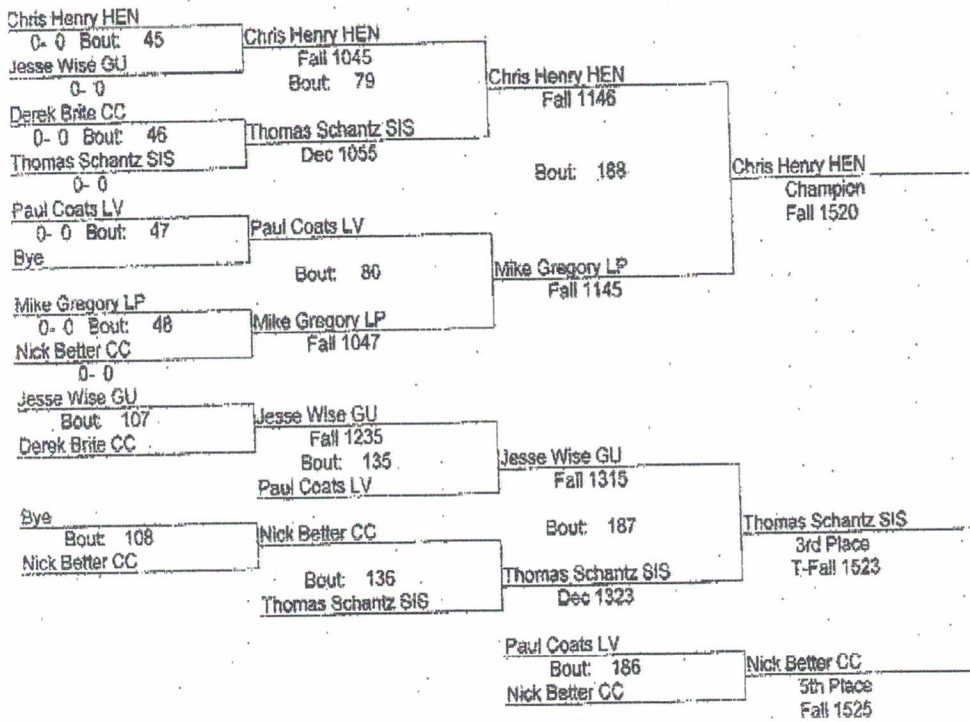 Chris Henry HEN
0- 0 Bout: 45
Jesse Wise GU
0- 0
Derek Brite CC
0- 0 Bout: 46
Thomas Schantz SIS
0- 0
Paul Coats LV
0- 0 Bout: 47
Bye
Mike Gregory LP
0- 0 Bout: 48
Nick Better CC
0- 0
Chris Henry HEN
Fall 1045
Bout: 79
Thomas Schantz SIS
Dec 1055
Paul Coats LV
Bout: 80
Mike Gregory LP
Fall 1047
Chris Henry HEN
Fall 1146
Bout: 188
Mike Gregory LP
Fall 1145
Chris Henry HEN
Champion
Fall 1520
Jesse Wise GU
Bout: 107
Derek Brite CC
Bye
Bout: 108
Nick Better CC
Jesse Wise GU
Fall 1235
Bout: 135
Paul Coats LV
Nick Better CC
Bout: 136
Thomas Schantz SIS
Jesse Wise GU
Fall 1315
Bout: 187
Thomas Schantz SIS
Dec 1323
Thomas Schantz SIS
3rd Place
T-Fall 1523
Paul Coats LV
Bout: 186
Nick Better CC
Nick Better CC
5th Place
Fall 1525